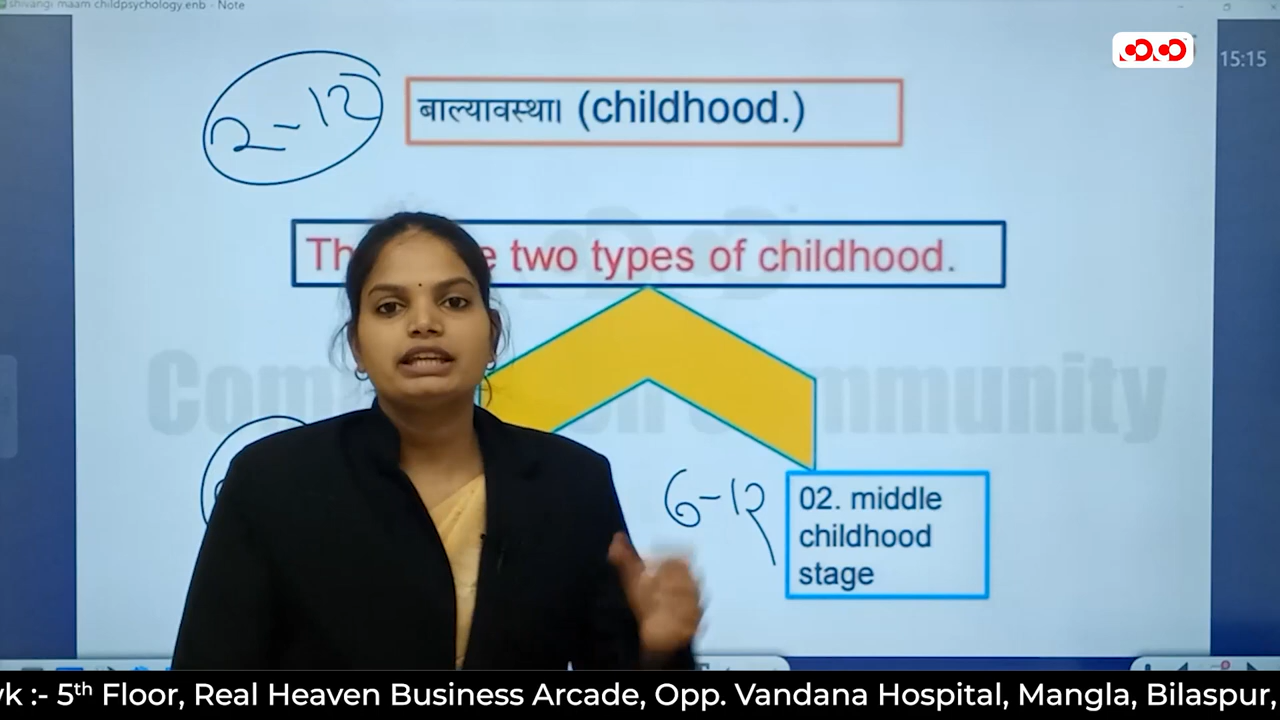 shivangi maam childpsychology.enb - Note
15:15
2-12
बाल्यावस्था। (childhood.)
two types of childhood.
6-12
02. middle
childhood
stage
:- 5th Floor, Real Heaven Business Arcade, Opp. Vandana Hospital, Mangla, Bilaspur,